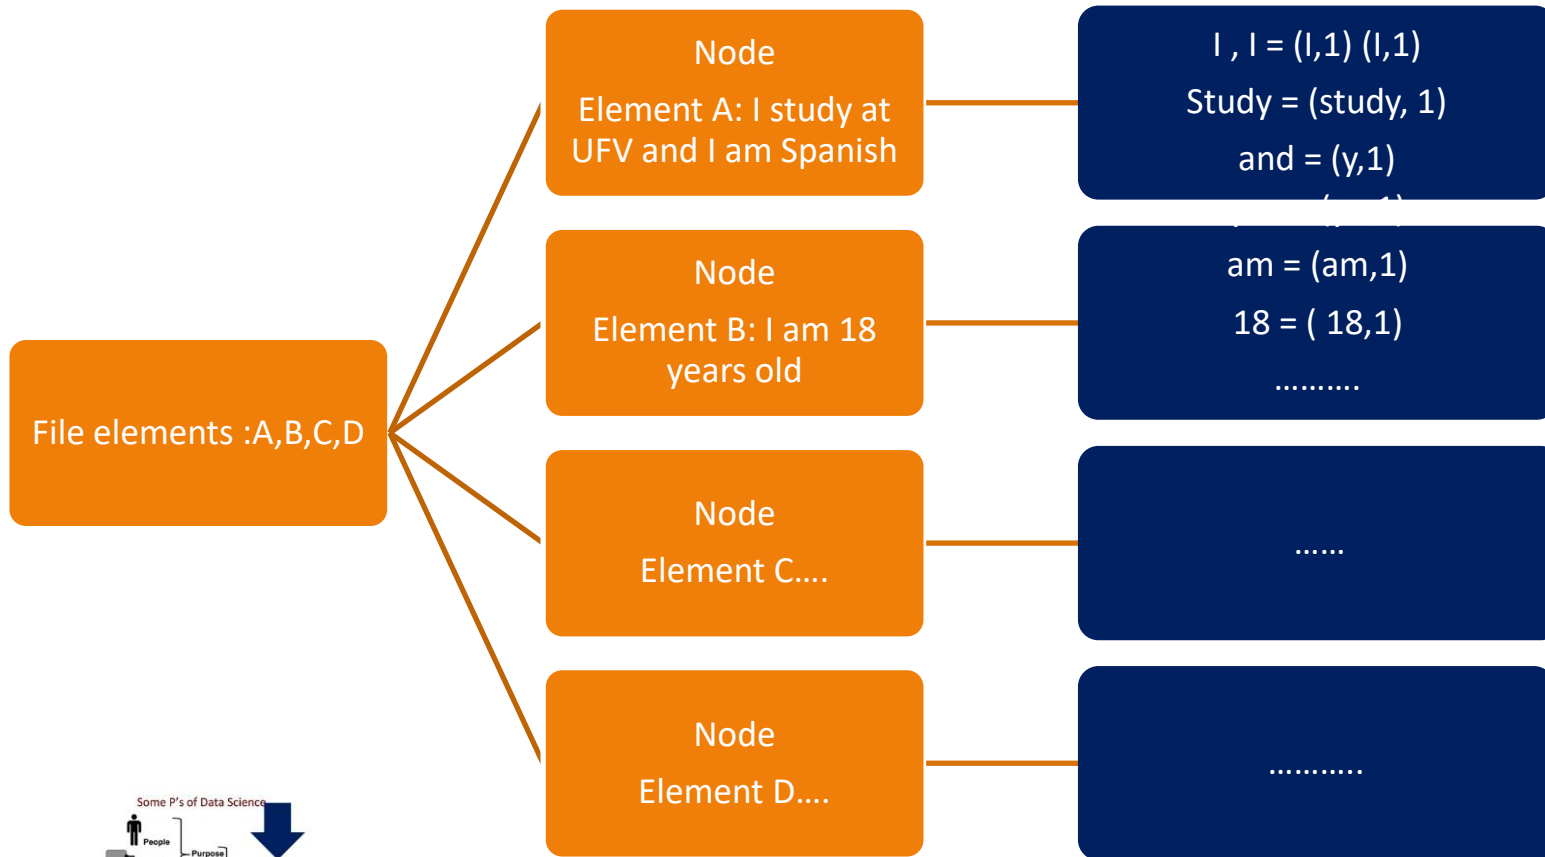 File elements :A,B,C,D
Node
Element A: I study at
UFV and I am Spanish
I , I = (I,1) (I,1)
Study = (study, 1)
and = (y,1)
Node
Element B: I am 18
years old
am = (am,1)
18 = ( 18,1)
……….
Node
Element C….
……
Node
Element D….
………..
Some P's of Data Science
People
Purpose